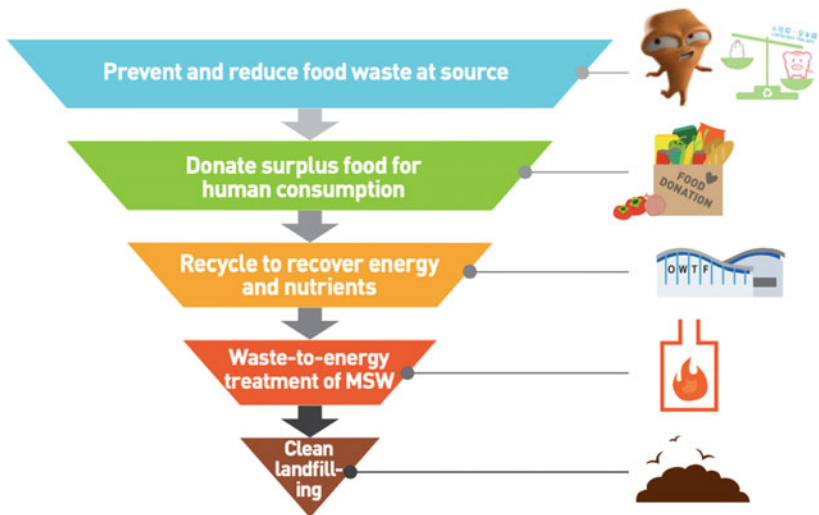 Prevent and reduce food waste at source
Donate surplus food for
human consumption
FOOD
DONATION
Recycle to recover energy
and nutrients
O W T F
Waste-to-energy
treatment of MSW
Clean
landfill-
ing